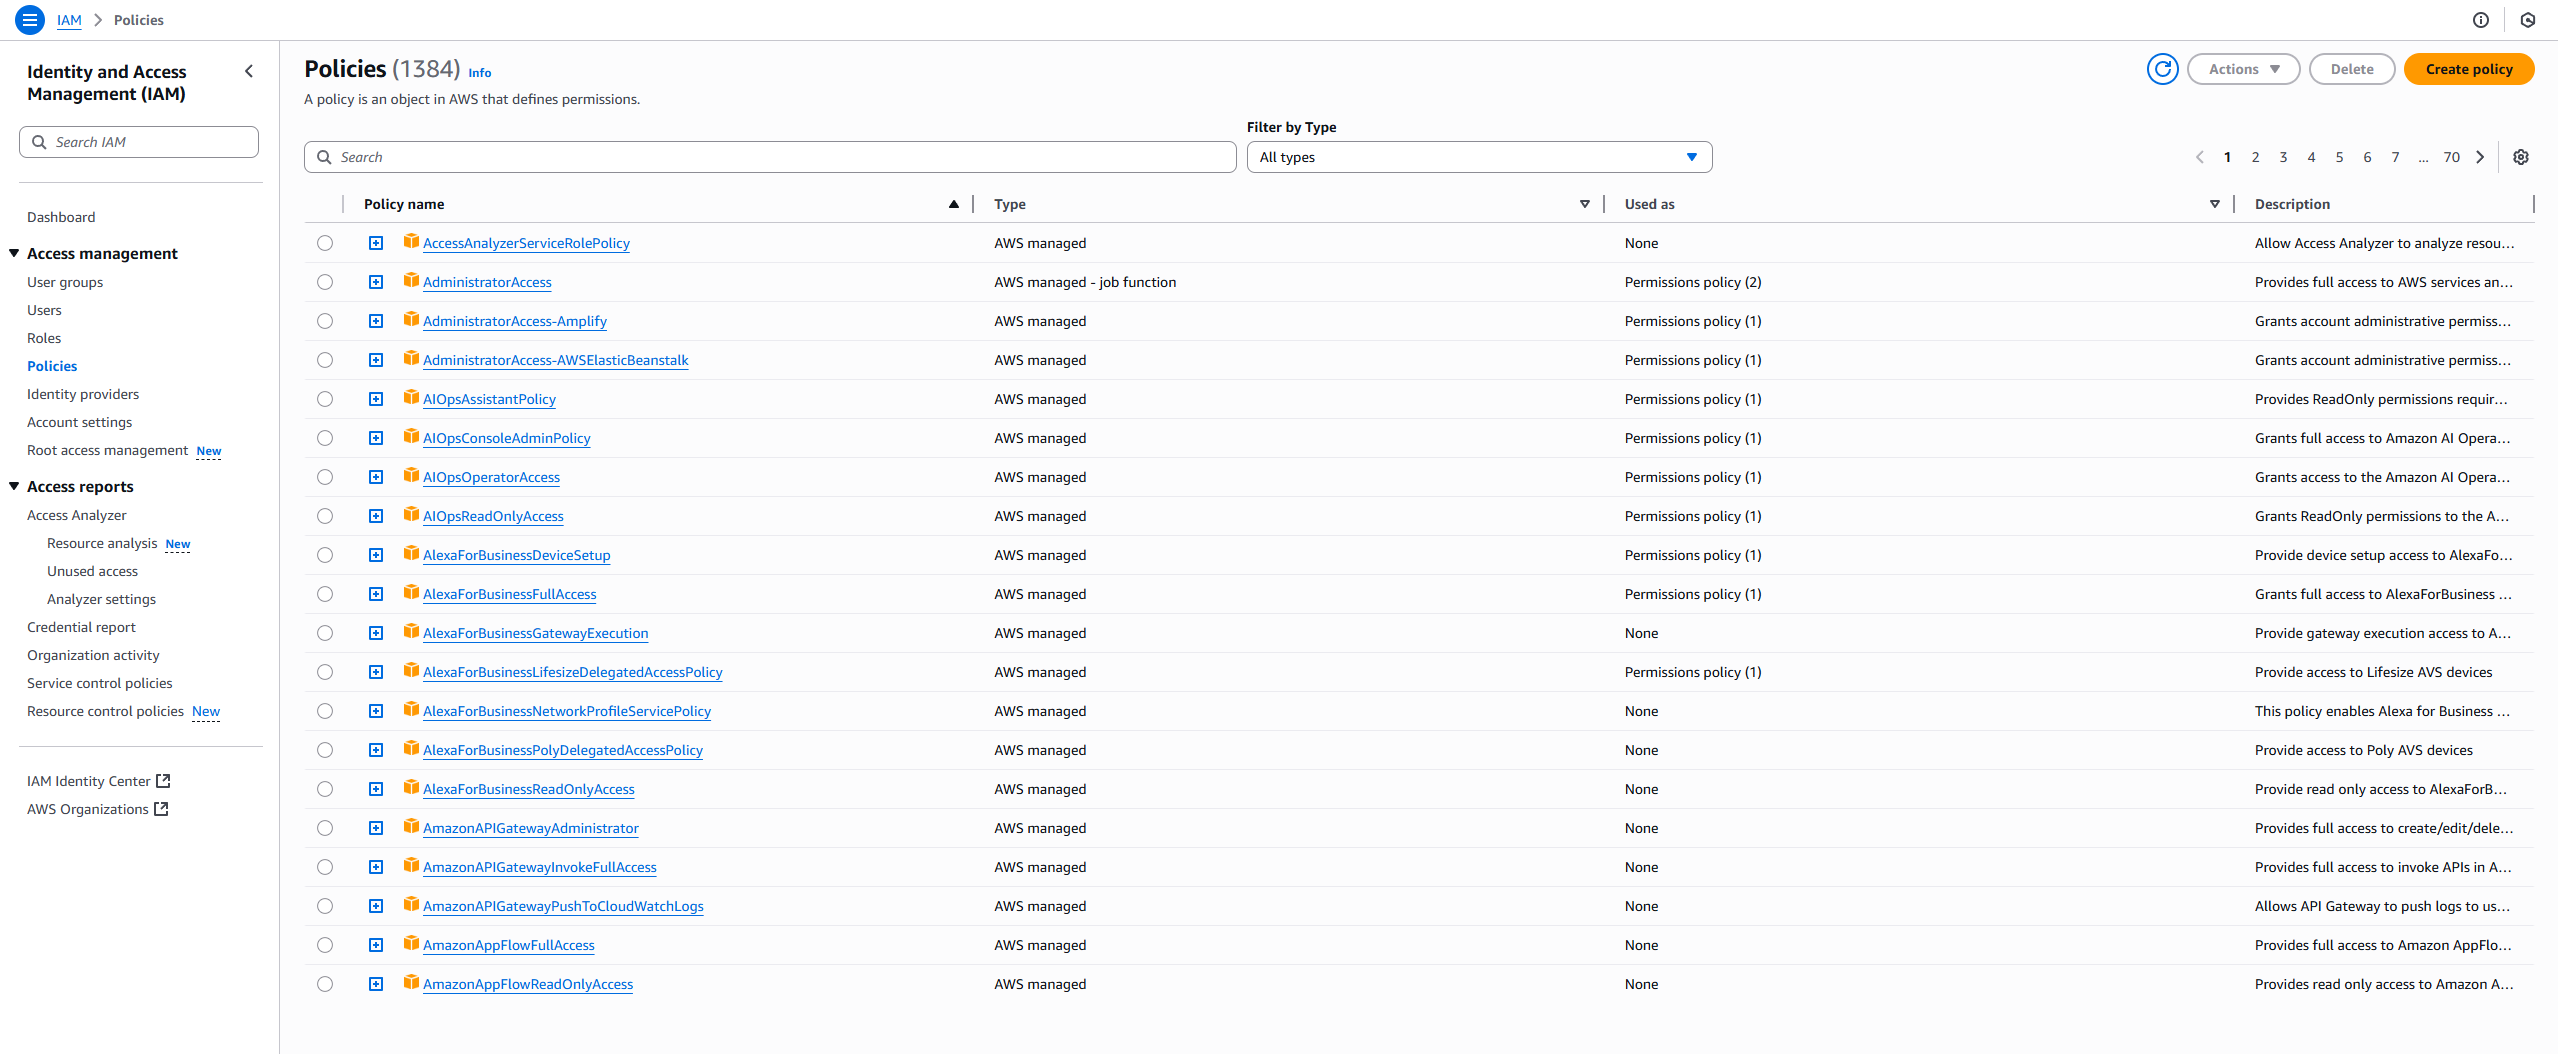 IAM > Policies
Identity and Access
Management (IAM)
Search IAM
Dashboard
Access management
User groups
Users
Roles
Policies
Identity providers
Account settings
Root access management New
Access reports
Access Analyzer
Resource analysis New
Unused access
Analyzer settings
Credential report
Organization activity
Service control policies
Resource control policies New
IAM Identity Center
AWS Organizations
Policies (1384) Info
A policy is an object in AWS that defines permissions.
Actions Delete Create policy
Filter by Type
Search All types 1 2 3 4 5 6 7 ... 70
Policy name Type Used as Description
AccessAnalyzerServiceRolePolicy AWS managed None Allow Access Analyzer to analyze resou...
AdministratorAccess AWS managed - job function Permissions policy (2) Provides full access to AWS services an...
AdministratorAccess-Amplify AWS managed Permissions policy (1) Grants account administrative permiss...
AdministratorAccess-AWSElasticBeanstalk AWS managed Permissions policy (1) Grants account administrative permiss...
AIOpsAssistantPolicy AWS managed Permissions policy (1) Provides ReadOnly permissions requir...
AIOpsConsoleAdminPolicy AWS managed Permissions policy (1) Grants full access to Amazon AI Opera...
AIOpsOperatorAccess AWS managed Permissions policy (1) Grants access to the Amazon AI Opera...
AIOpsReadOnlyAccess AWS managed Permissions policy (1) Grants ReadOnly permissions to the A...
AlexaForBusinessDeviceSetup AWS managed Permissions policy (1) Provide device setup access to AlexaFo...
AlexaForBusinessFullAccess AWS managed Permissions policy (1) Grants full access to AlexaForBusiness ...
AlexaForBusinessGatewayExecution AWS managed None Provide gateway execution access to A...
AlexaForBusinessLifesizeDelegatedAccessPolicy AWS managed Permissions policy (1) Provide access to Lifesize AVS devices
AlexaForBusinessNetworkProfileServicePolicy AWS managed None This policy enables Alexa for Business ...
AlexaForBusinessPolyDelegatedAccessPolicy AWS managed None Provide access to Poly AVS devices
AlexaForBusinessReadOnlyAccess AWS managed None Provide read only access to AlexaForB...
AmazonAPIGatewayAdministrator AWS managed None Provides full access to create/edit/dele...
AmazonAPIGatewayInvokeFullAccess AWS managed None Provides full access to invoke APIs in A...
AmazonAPIGatewayPushToCloudWatchLogs AWS managed None Allows API Gateway to push logs to us...
AmazonAppFlowFullAccess AWS managed None Provides full access to Amazon AppFlo...
AmazonAppFlowReadOnlyAccess AWS managed None Provides read only access to Amazon A...